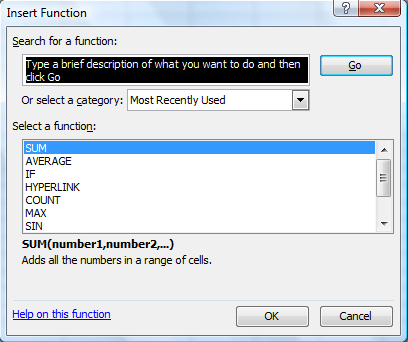 Insert Function
Search for a function:
Type a brief description of what you want to do and then
click Go
Go
Or select a category:
Most Recently Used
Select a function:
SUM
AVERAGE
IF
HYPERLINK
COUNT
MAX
SIN
SUM(number1,number2,...)
Adds all the numbers in a range of cells.
Help on this function
OK
Cancel